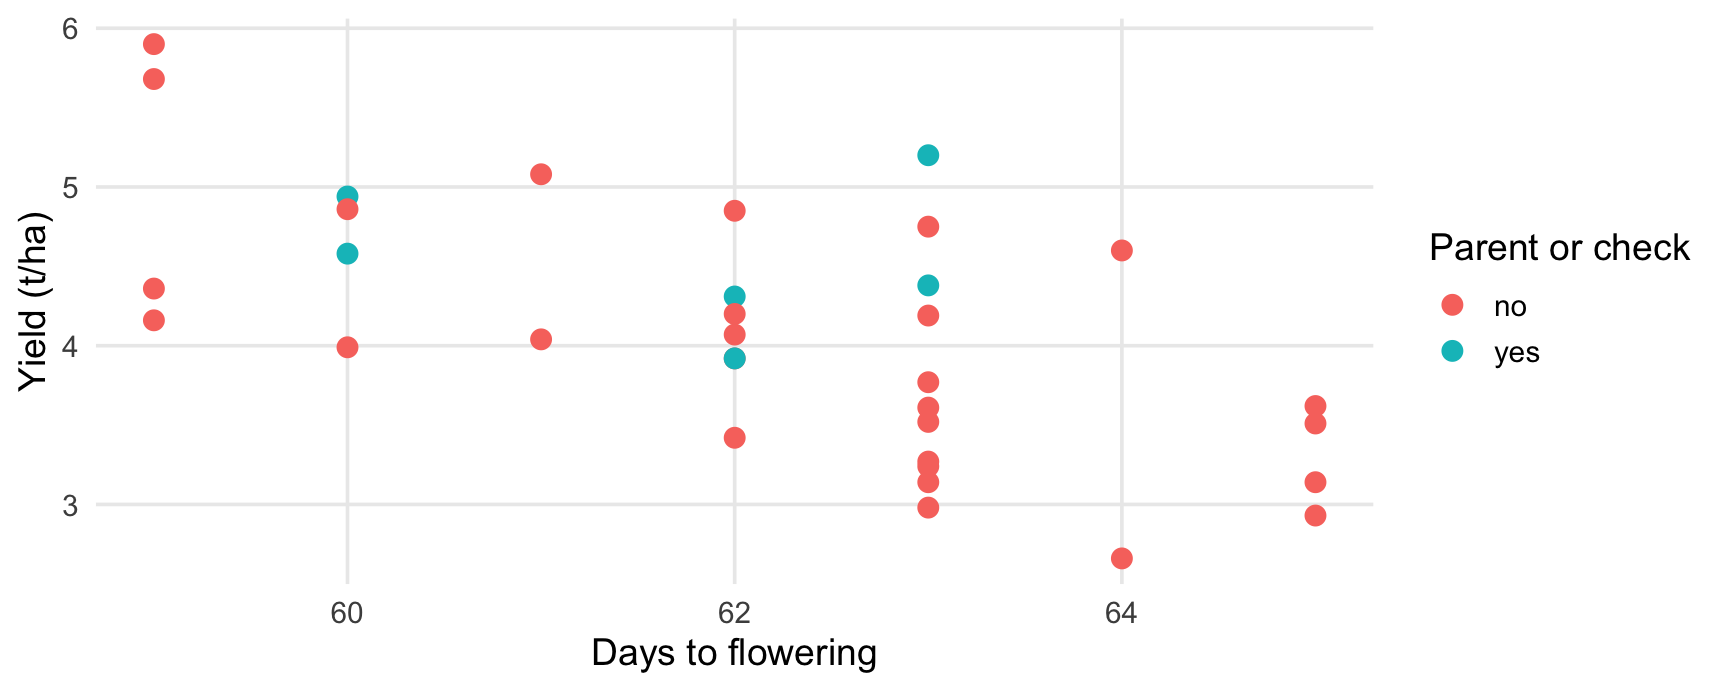 6
5
4
3
Yield (t/ha)
60
62
64
Days to flowering
Parent or check
no
yes